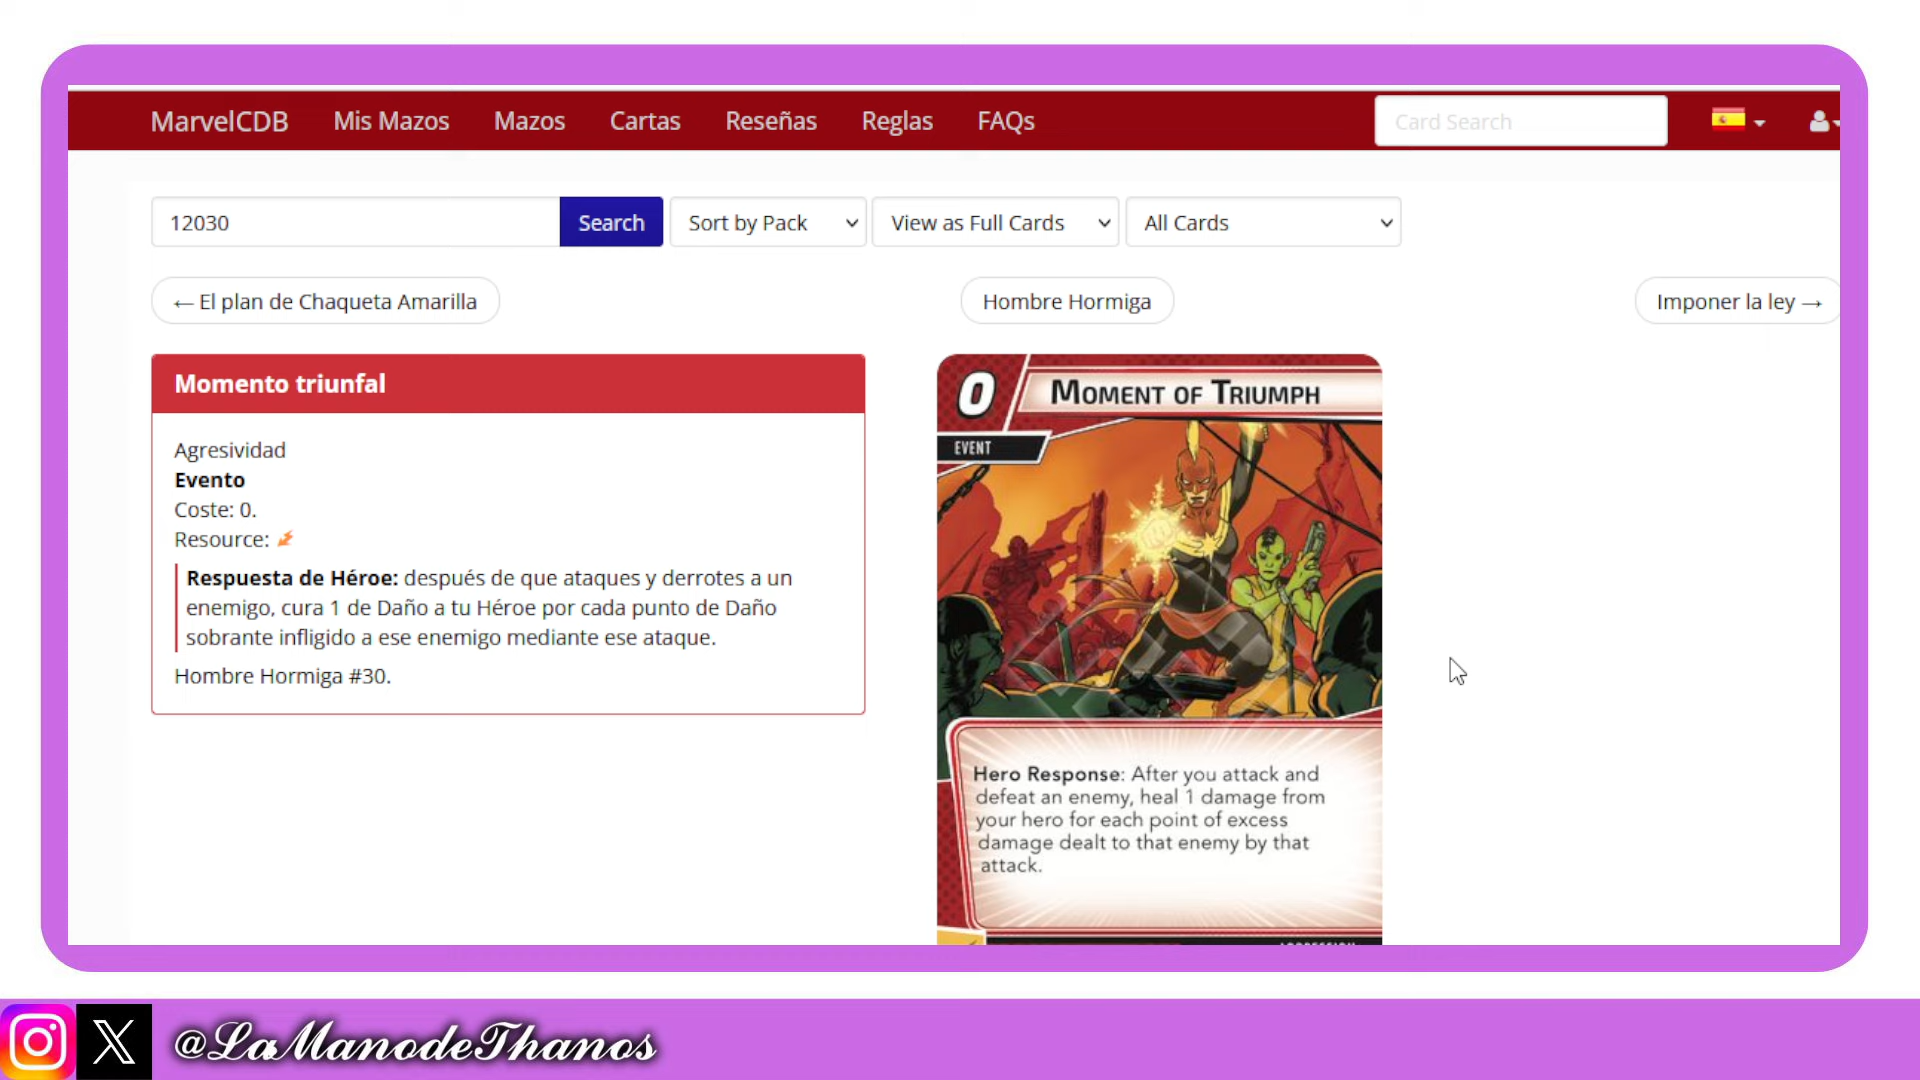 MarvelCDB Mis Mazos Mazos Cartas Reseñas Reglas FAQs Card Search
12030 Search Sort by Pack View as Full Cards All Cards
← El plan de Chaqueta Amarilla Hombre Hormiga Imponer la ley →
Momento triunfal
Agresividad
Evento
Coste: 0.
Resource:
Respuesta de Héroe: después de que ataques y derrotes a un
enemigo, cura 1 de Daño a tu Héroe por cada punto de Daño
sobrante infligido a ese enemigo mediante ese ataque.
Hombre Hormiga #30.
0 MOMENT OF TRIUMPH
EVENT
Hero Response: After you attack and
defeat an enemy, heal 1 damage from
your hero for each point of excess
damage dealt to that enemy by that
attack.
@LaManodeThanos